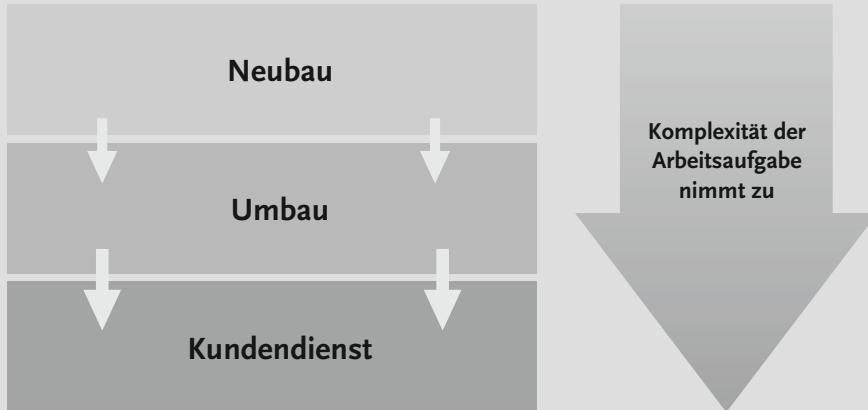 Neubau
Umbau
Kundendienst
Komplexität der
Arbeitsaufgabe
nimmt zu